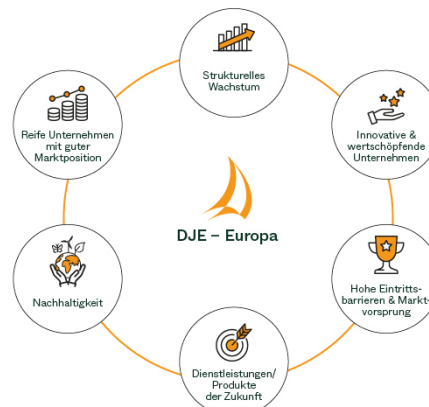 Strukturelles
Wachstum
Innovative &
wertschöpfende
Unternehmen
Hohe Eintritts-
barrieren & Markt-
vorsprung
Dienstleistungen/
Produkte
der Zukunft
Nachhaltigkeit
Reife Unternehmen
mit guter
Marktposition
DJE – Europa